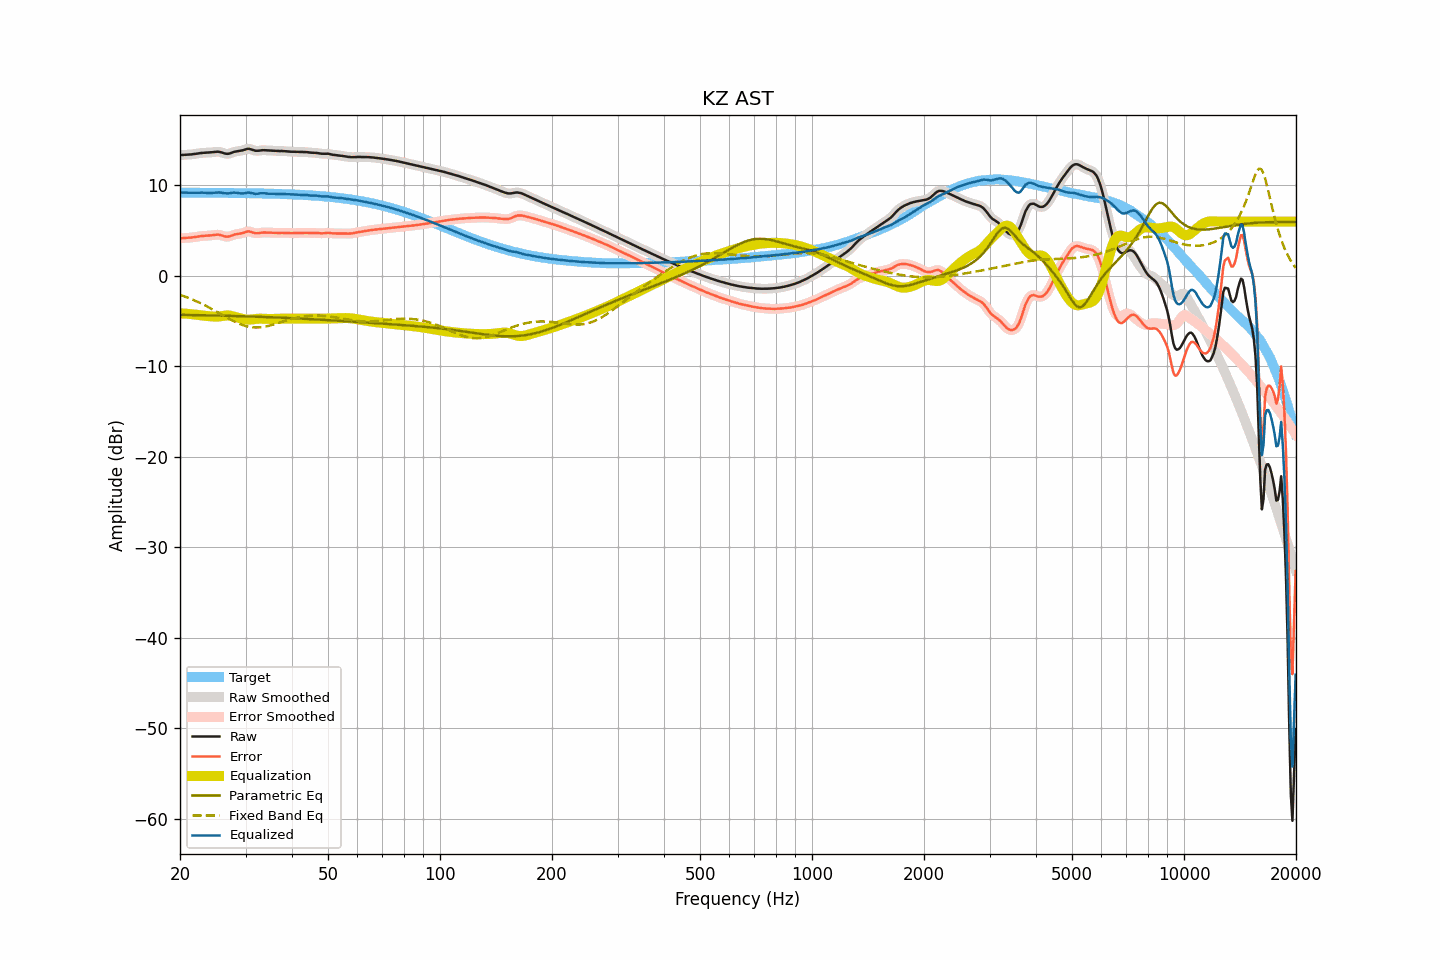 KZ AST
10
0
−10
−20
−30
−40
−50
−60
Amplitude (dBr)
Target
Raw Smoothed
Error Smoothed
Raw
Error
Equalization
Parametric Eq
Fixed Band Eq
Equalized
20 50 100 200 500 1000 2000 5000 10000 20000
Frequency (Hz)